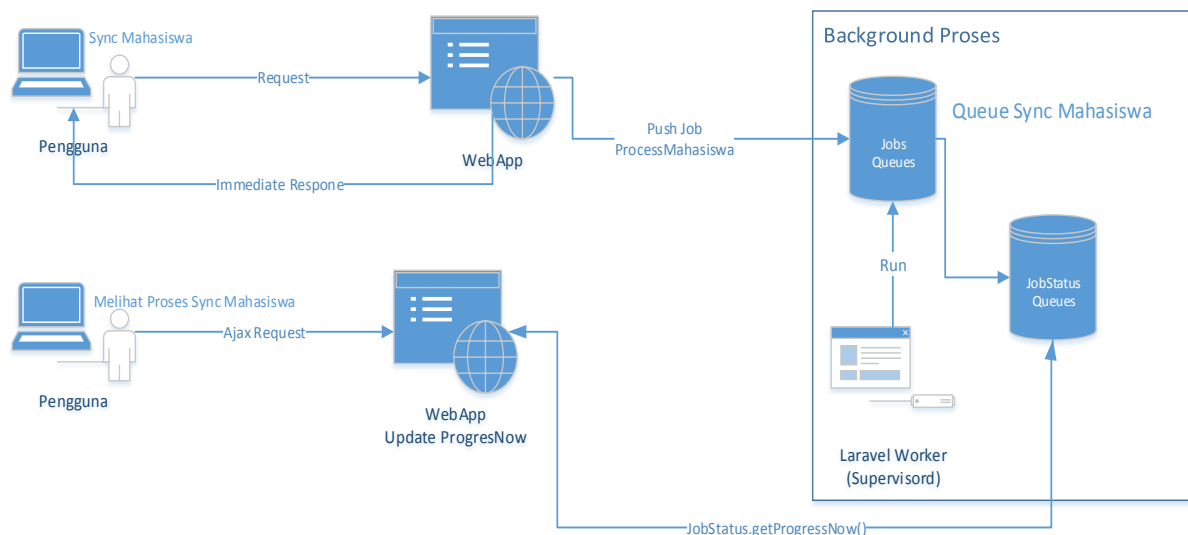 Sync Mahasiswa
Request
Pengguna
WebApp
Immediate Respone
Push Job
ProcessMahasiswa
Background Proses
Queue Sync Mahasiswa
Jobs
Queues
Run
JobStatus
Queues
Laravel Worker
(Supervisord)
Melihat Proses Sync Mahasiswa
Ajax Request
Pengguna
WebApp
Update ProgresNow
JobStatus.getProgressNow()